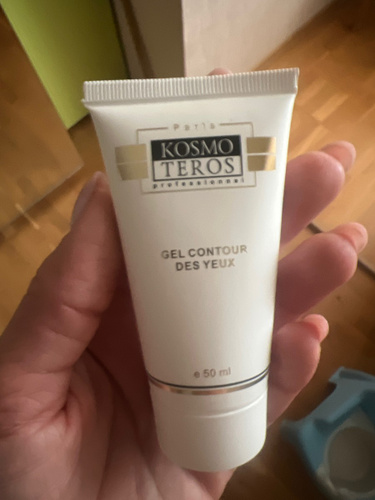 Paris
KOSMO
TEROS
professionnel
GEL CONTOUR
DES YEUX
e 50 ml